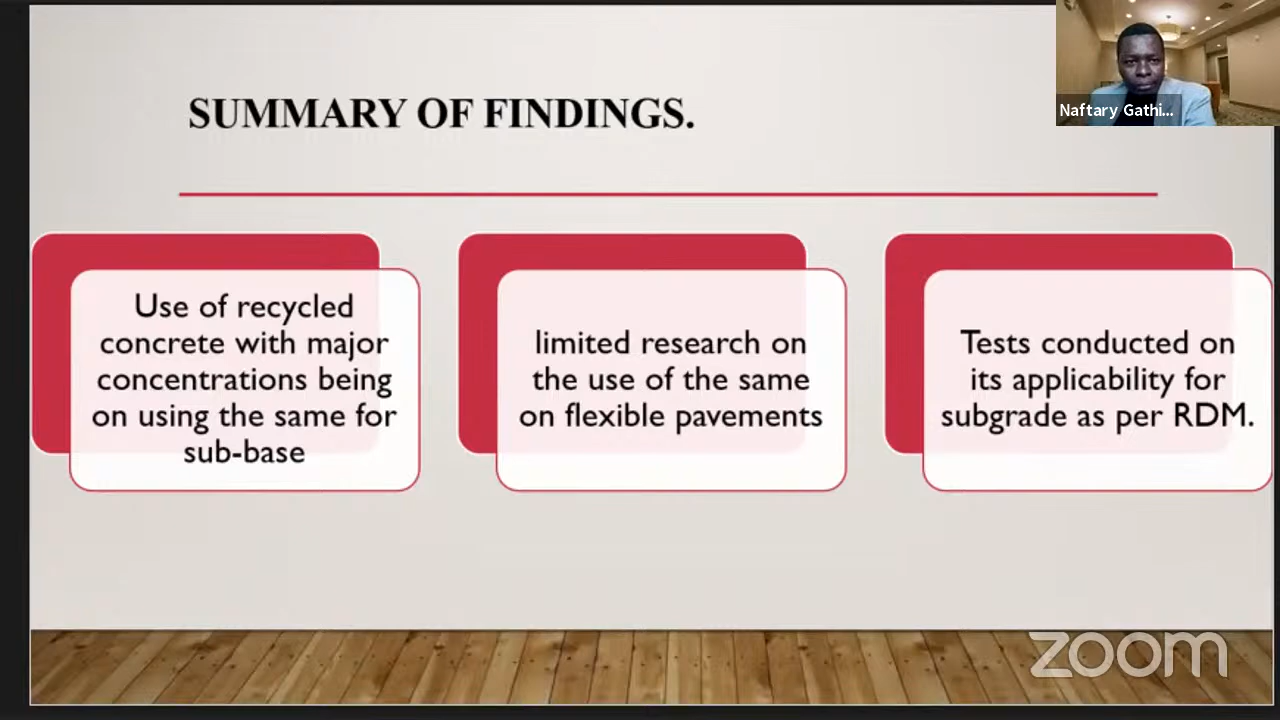 SUMMARY OF FINDINGS.
Naftary Gathi...
Use of recycled
concrete with major
concentrations being
on using the same for
sub-base
limited research on
the use of the same
on flexible pavements
Tests conducted on
its applicability for
subgrade as per RDM.
zoom